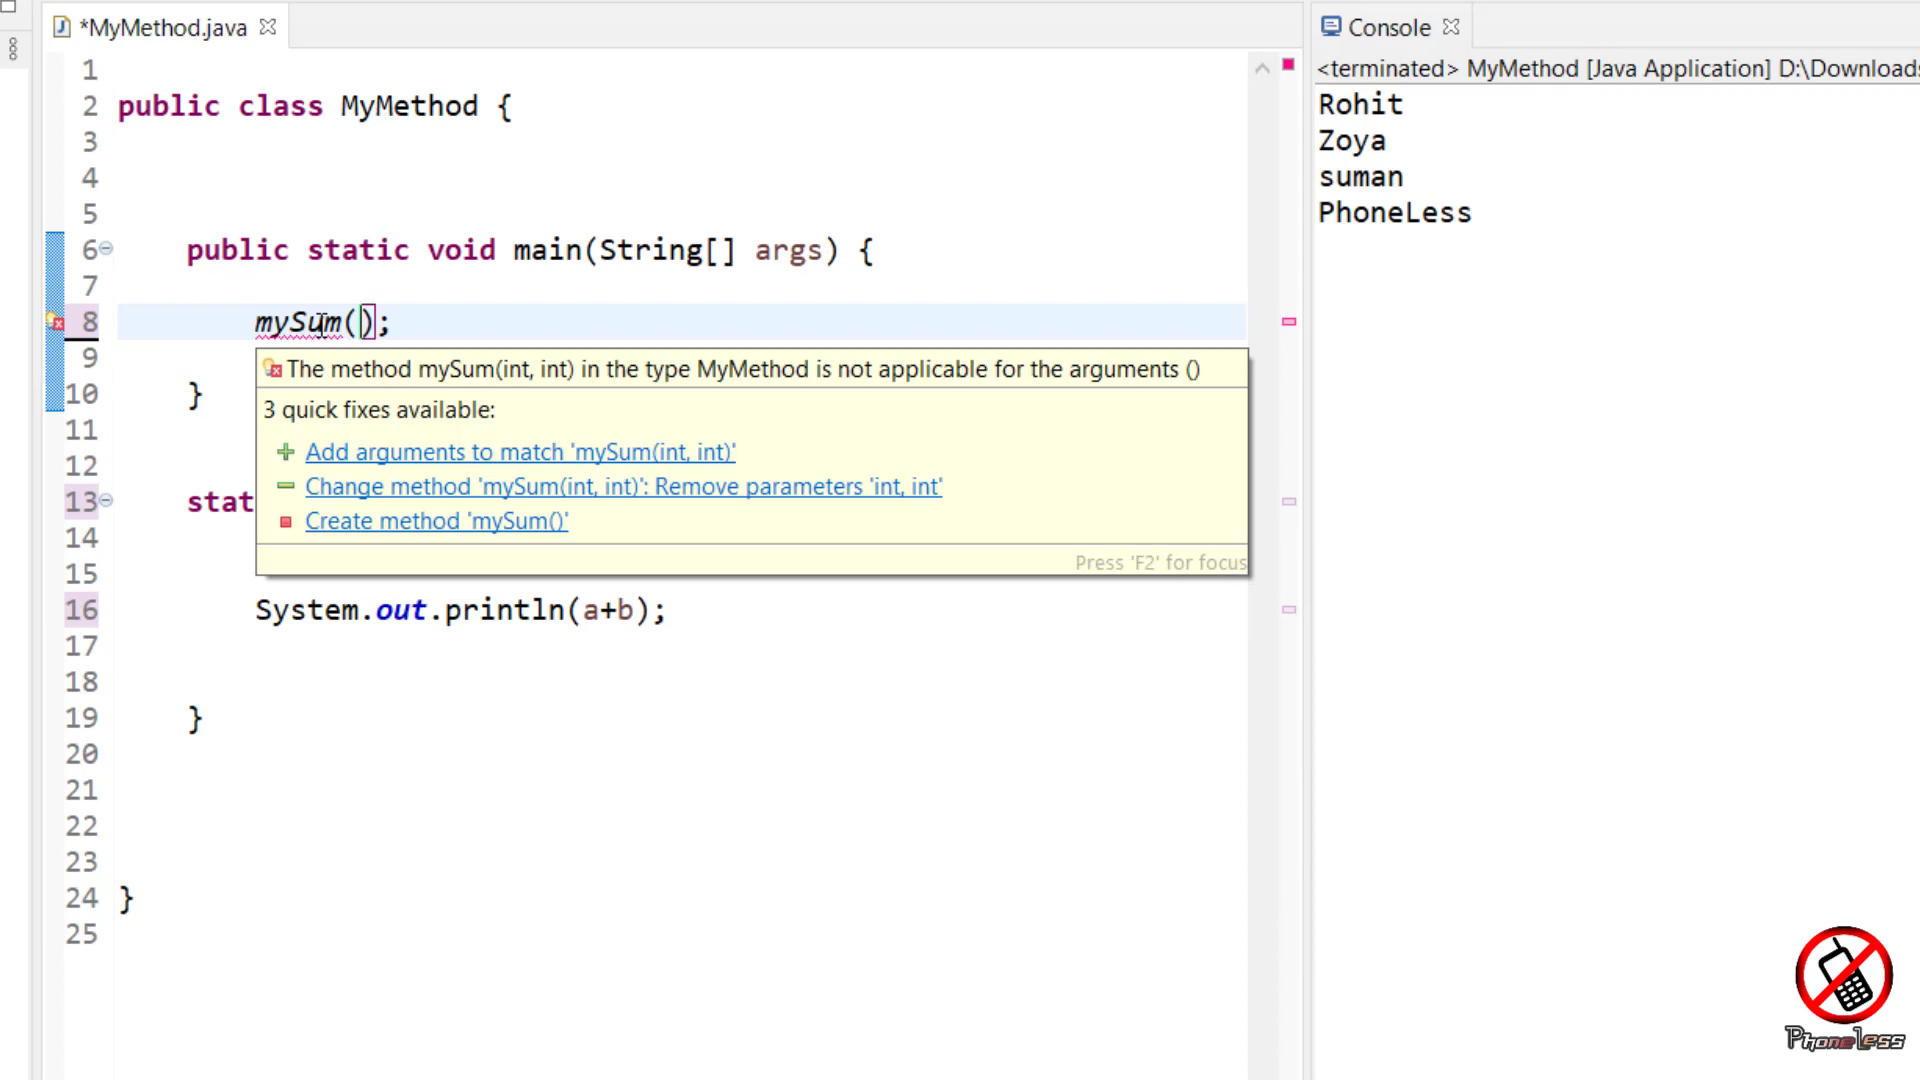 *MyMethod.java
1
2 public class MyMethod {
3
4
5
6 public static void main(String[] args) {
7
8 mySum();
9
10 }
11
12
13 stat
14
15
16 System.out.println(a+b);
17
18
19 }
20
21
22
23
24 }
25
The method mySum(int, int) in the type MyMethod is not applicable for the arguments ()
3 quick fixes available:
Add arguments to match 'mySum(int, int)'
Change method 'mySum(int, int)': Remove parameters 'int, int'
Create method 'mySum()'
Press 'F2' for focus
Console
<terminated> MyMethod [Java Application] D:\Downloads
Rohit
Zoya
suman
PhoneLess
PhoneLess